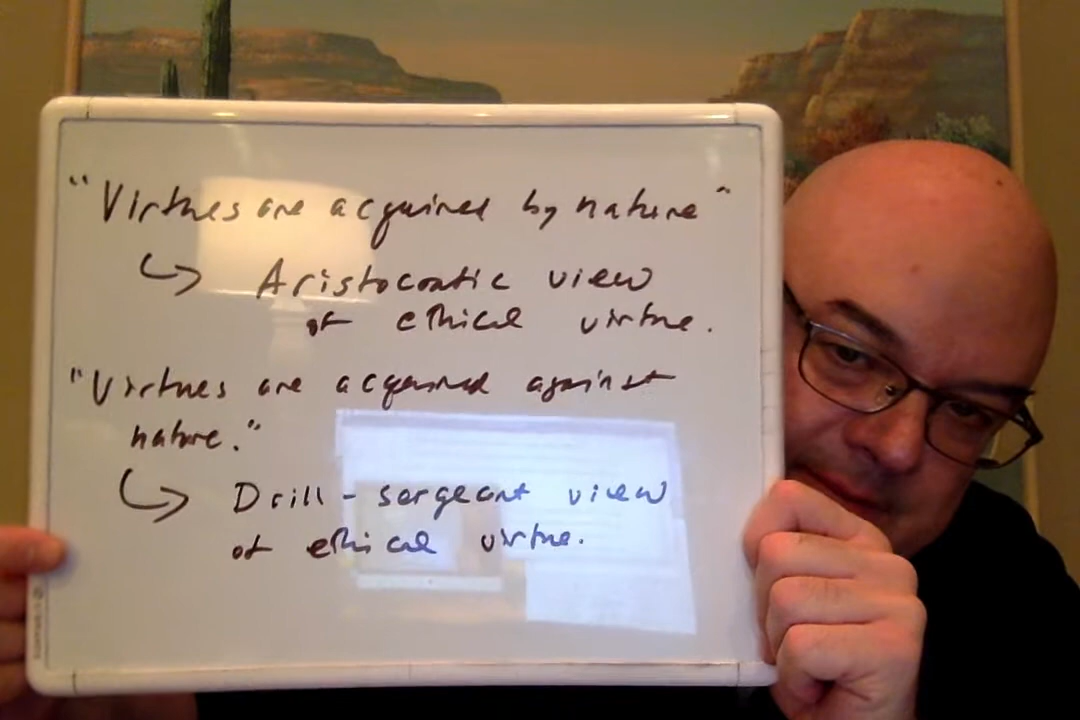 "Virtues are acquired by nature"
↳ Aristocratic view
of ethical virtue.
"Virtues are acquired against
nature."
↳ Drill-sergeant view
of ethical virtue.